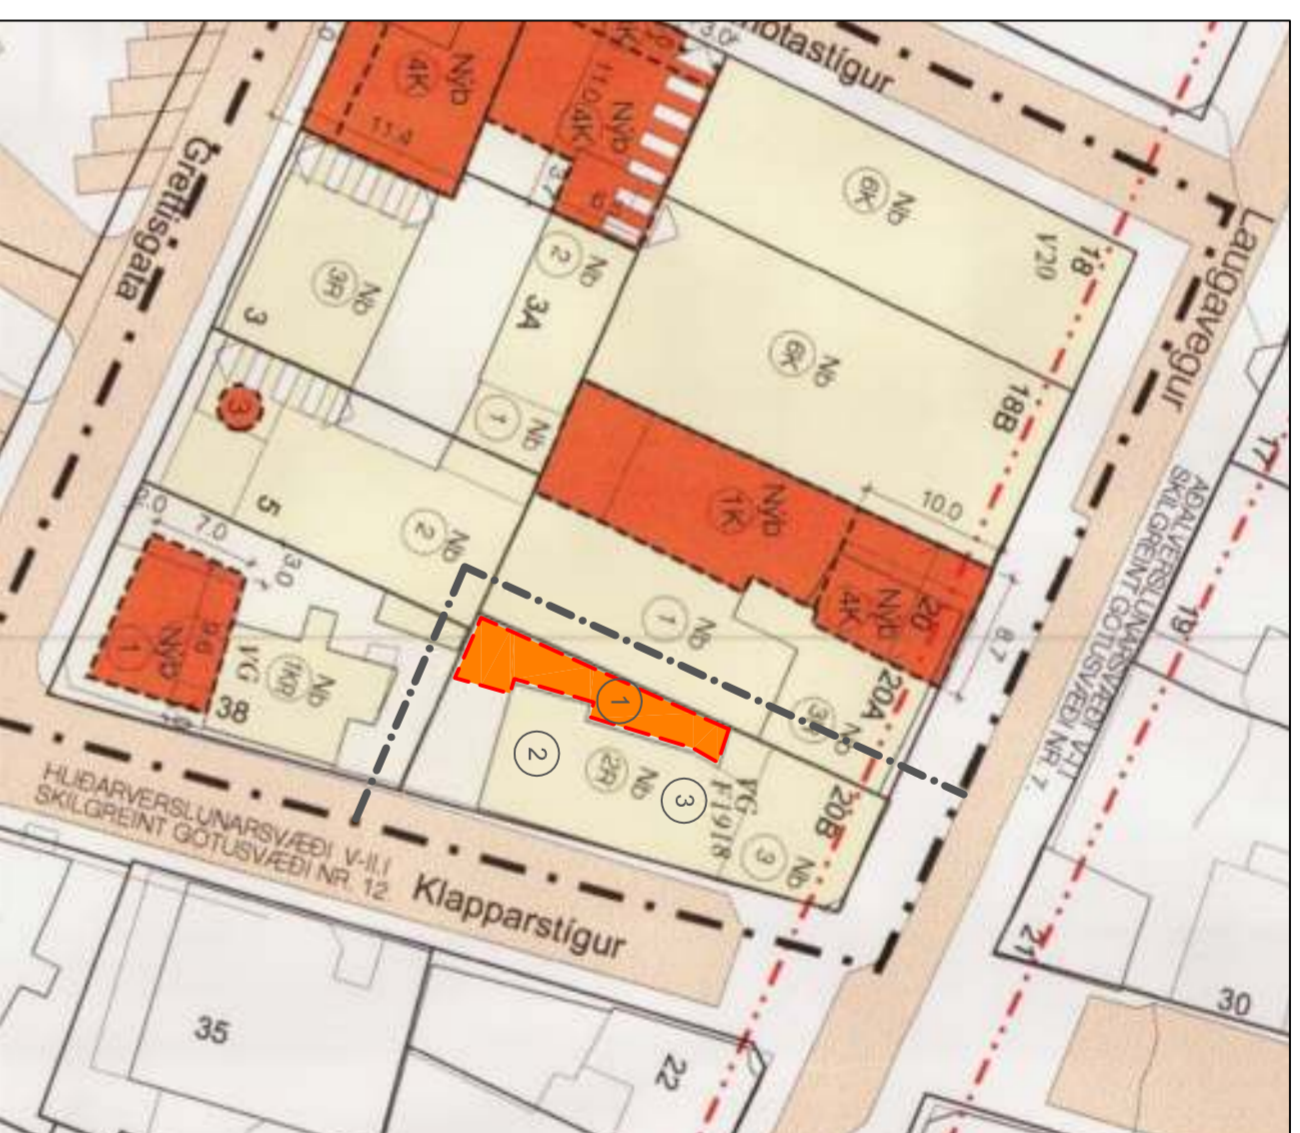 Grettisgata
Laugavegur
Klapparstígur
AÐALVERSLUNARSVÆÐI V-I.I
SKILGREINT GÖTUSVÆÐI NR. 7.
HLIÐARVERSLUNARSVÆÐI V-II.I
SKILGREINT GÖTUSVÆÐI NR. 12
Nýb
4K
11.4
3.0
Nýb
4K
11.0
3.7
6
Nb
6K
V20
18
Nb
3R
3
Nb
2
3A
Nb
6K
18B
Nb
1
3
5
Nb
2
Nýb
1K
10.0
Nýb
4K
20
8.7
2.0
7.0
3.0
Nýb
1
9.6
VG
38
Nb
1KR
Nb
1
20A
Nb
1
2
2R
Nb
3
VG
F1918
20B
3
Nb
17
19
21
30
35
22